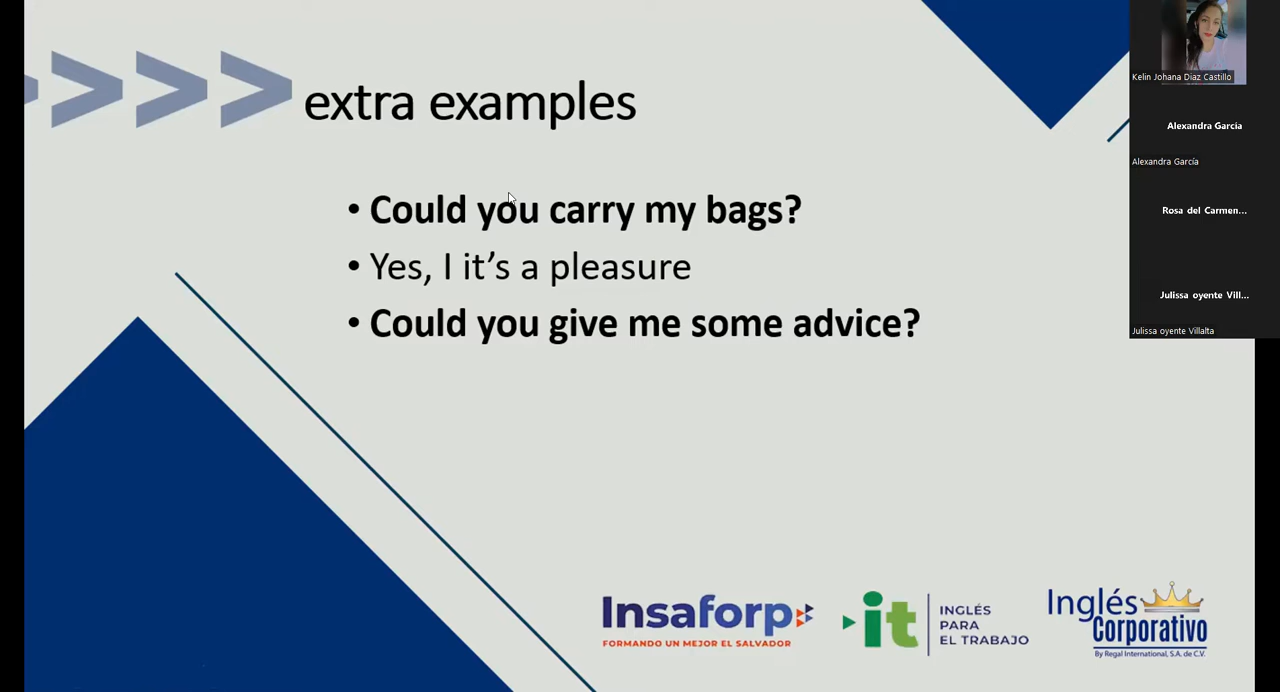 extra examples
• Could you carry my bags?
• Yes, I it's a pleasure
• Could you give me some advice?
Kelin Johana Diaz Castillo
Alexandra Garcia
Alexandra García
Rosa del Carmen...
Julissa oyente Vill...
Julissa oyente Villalta
Insaforp
FORMANDO UN MEJOR EL SALVADOR
it
INGLÉS
PARA
EL TRABAJO
Inglés
Corporativo
By Regal International, S.A. de C.V.